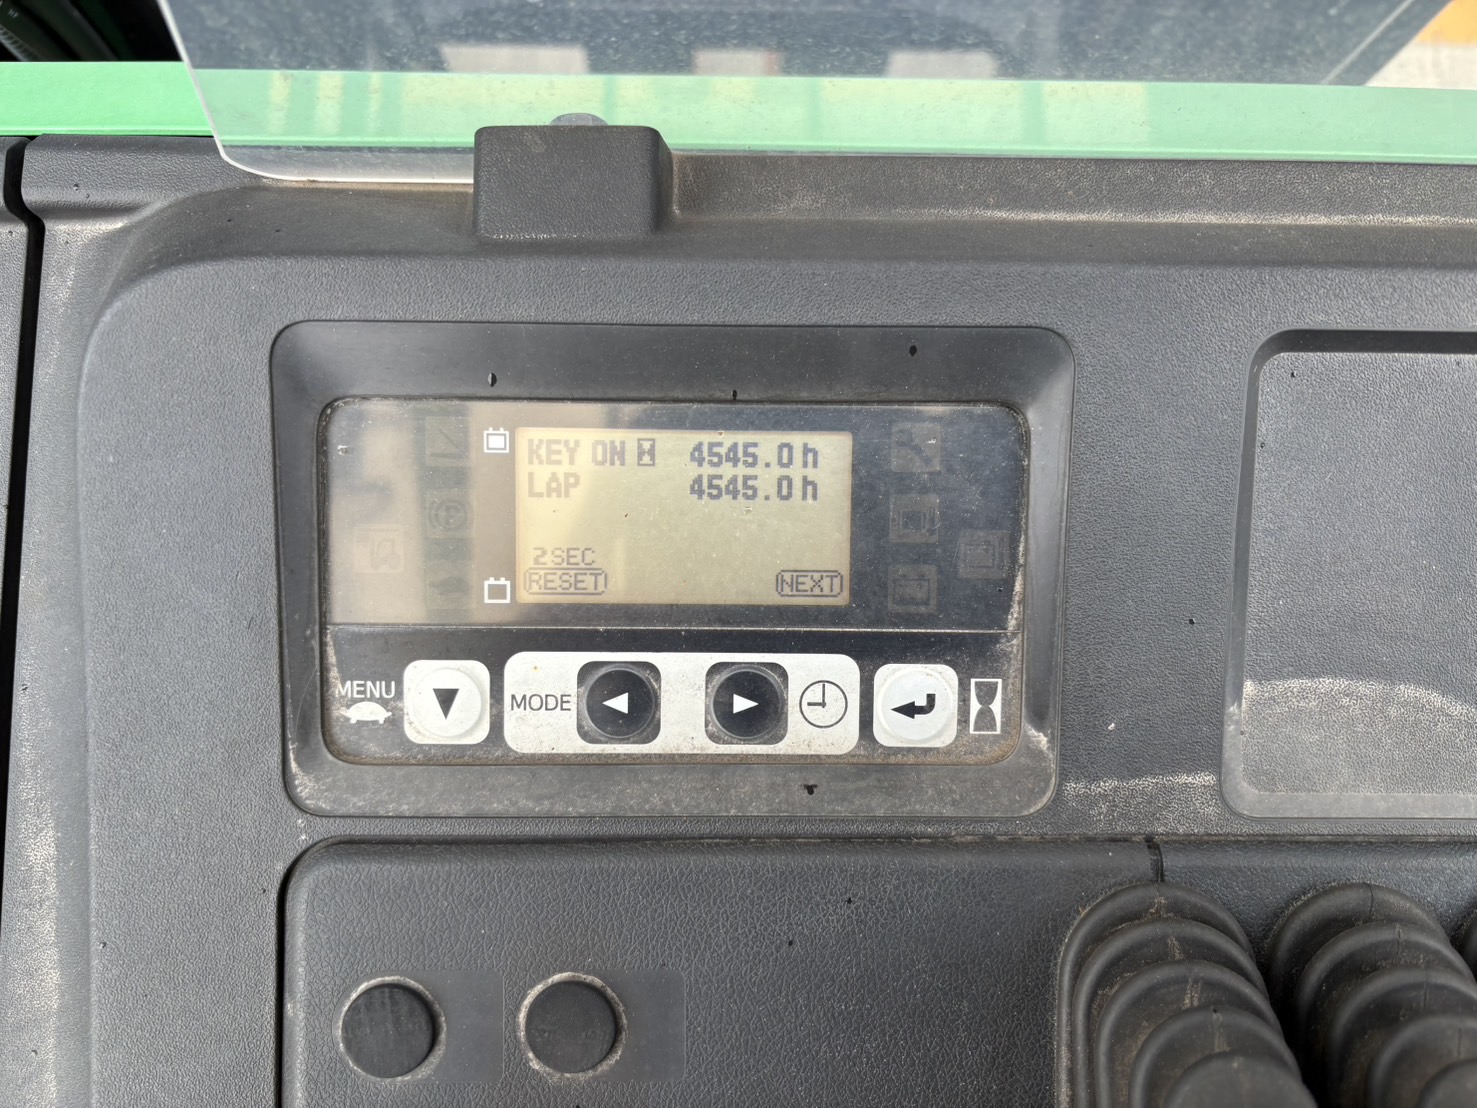 KEY ON 4545.0 h
LAP 4545.0 h
2 SEC
RESET NEXT
MENU MODE